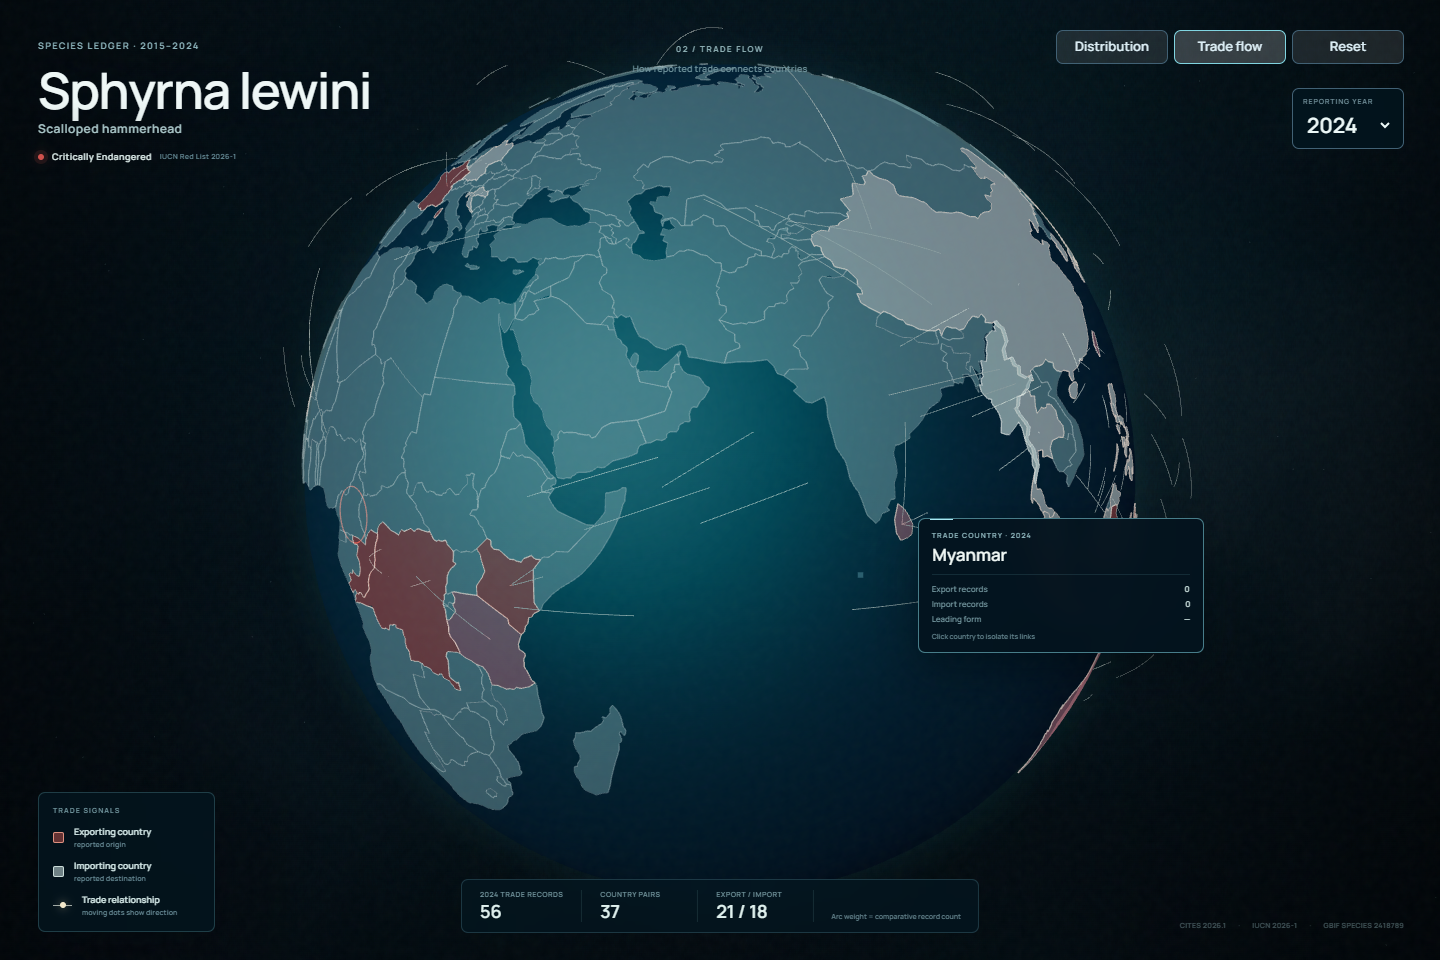 SPECIES LEDGER · 2015–2024
Sphyrna lewini
Scalloped hammerhead
Critically Endangered IUCN Red List 2026-1
02 / TRADE FLOW
How reported trade connects countries
Distribution
Trade flow
Reset
REPORTING YEAR
2024
TRADE COUNTRY · 2024
Myanmar
Export records 0
Import records 0
Leading form —
Click country to isolate its links
TRADE SIGNALS
Exporting country
reported origin
Importing country
reported destination
Trade relationship
moving dots show direction
2024 TRADE RECORDS
56
COUNTRY PAIRS
37
EXPORT / IMPORT
21 / 18
Arc weight = comparative record count
CITES 2026.1 · IUCN 2026-1 · GBIF SPECIES 2418789